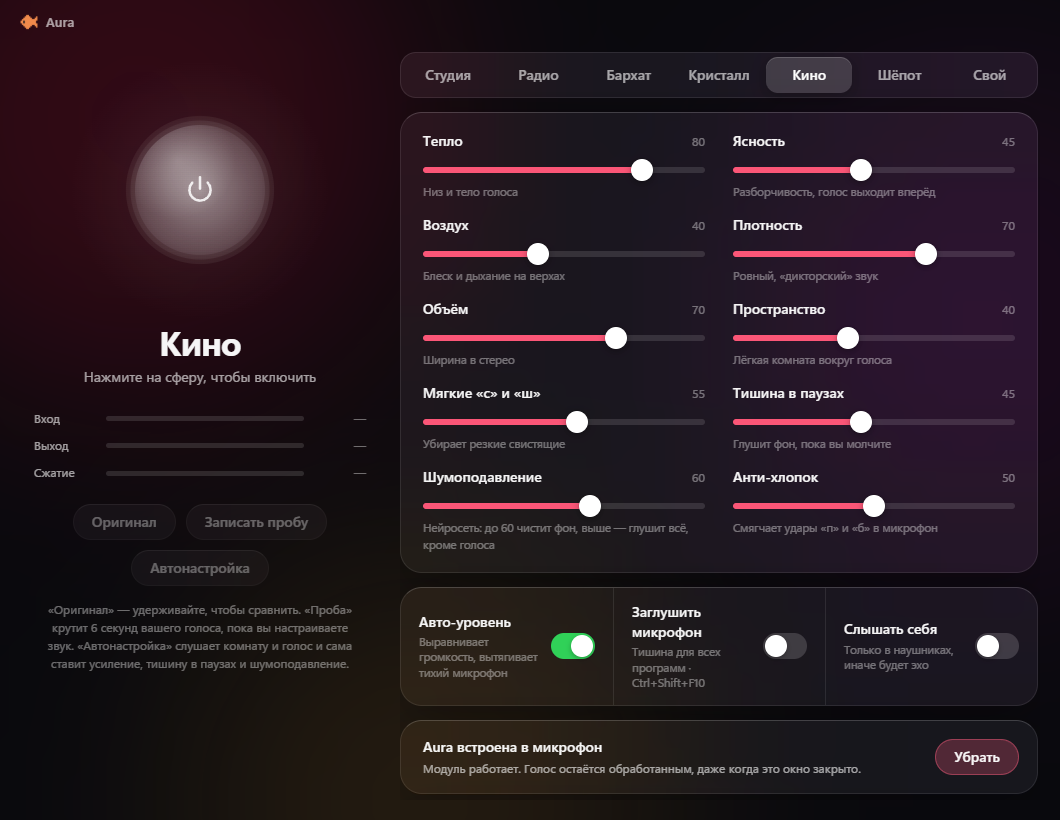 Aura
Студия Радио Бархат Кристалл Кино Шёпот Свой
Кино
Нажмите на сферу, чтобы включить
Вход —
Выход —
Сжатие —
Оригинал Записать пробу
Автонастройка
«Оригинал» — удерживайте, чтобы сравнить. «Проба»
крутит 6 секунд вашего голоса, пока вы настраиваете
звук. «Автонастройка» слушает комнату и голос и сама
ставит усиление, тишину в паузах и шумоподавление.
Тепло 80
Низ и тело голоса
Ясность 45
Разборчивость, голос выходит вперёд
Воздух 40
Блеск и дыхание на верхах
Плотность 70
Ровный, «дикторский» звук
Объём 70
Ширина в стерео
Пространство 40
Лёгкая комната вокруг голоса
Мягкие «с» и «ш» 55
Убирает резкие свистящие
Тишина в паузах 45
Глушит фон, пока вы молчите
Шумоподавление 60
Нейросеть: до 60 чистит фон, выше — глушит всё,
кроме голоса
Анти-хлопок 50
Смягчает удары «п» и «б» в микрофон
Авто-уровень
Выравнивает
громкость, вытягивает
тихий микрофон
Заглушить
микрофон
Тишина для всех
программ ·
Ctrl+Shift+F10
Слышать себя
Только в наушниках,
иначе будет эхо
Aura встроена в микрофон
Модуль работает. Голос остаётся обработанным, даже когда это окно закрыто.
Убрать